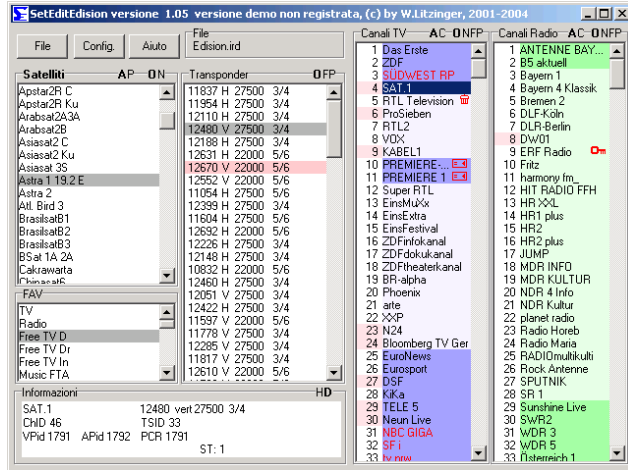 SetEditEdision versione 1.05 versione demo non registrata, (c) by W.Litzinger, 2001-2004
File Config. Aiuto
File
Edision.ird
Satelliti AP ON
Apstar2R C
Apstar2R Ku
Arabsat2A3A
Arabsat2B
Asiasat2 C
Asiasat2 Ku
Asiasat 3S
Astra 1 19.2 E
Astra 2
Atl. Bird 3
BrasilsatB1
BrasilsatB2
BrasilsatB3
BSat 1A 2A
Cakrawarta
Chinasat6
FAV
TV
Radio
Free TV D
Free TV Dr
Free TV In
Music FTA
Transponder OFP
11837 H 27500 3/4
11954 H 27500 3/4
12110 H 27500 3/4
12480 V 27500 3/4
12188 H 27500 3/4
12631 H 22000 5/6
12670 V 22000 5/6
12552 V 22000 5/6
11054 H 27500 5/6
12399 H 27500 3/4
11604 H 27500 5/6
12692 H 22000 5/6
12226 H 27500 3/4
12148 H 27500 3/4
10832 H 22000 5/6
12460 H 27500 3/4
12051 V 27500 3/4
12422 H 27500 3/4
11597 V 22000 5/6
11778 V 27500 3/4
12285 V 27500 3/4
11817 V 27500 3/4
12610 V 22000 5/6
Informazioni HD
SAT.1 12480 vert 27500 3/4
ChID 46 TSID 33
VPid 1791 APid 1792 PCR 1791
ST: 1
Canali TV AC ONFP
1 Das Erste
2 ZDF
3 SÜDWEST RP
4 SAT.1
5 RTL Television
6 ProSieben
7 RTL2
8 VOX
9 KABEL1
10 PREMIERE-...
11 PREMIERE 1
12 Super RTL
13 EinsMuXx
14 EinsExtra
15 EinsFestival
16 ZDFinfokanal
17 ZDFdokukanal
18 ZDFtheaterkanal
19 BR-alpha
20 Phoenix
21 arte
22 XXP
23 N24
24 Bloomberg TV Ger
25 EuroNews
26 Eurosport
27 DSF
28 KiKa
29 TELE 5
30 Neun Live
31 NBC GIGA
32 SF i
33 tv nrw
Canali Radio AC ONFP
1 ANTENNE BAY...
2 B5 aktuell
3 Bayern 1
4 Bayern 4 Klassik
5 Bremen 2
6 DLF-Köln
7 DLR-Berlin
8 DW01
9 ERF Radio
10 Fritz
11 harmony fm_
12 HIT RADIO FFH
13 HR XXL
14 HR1 plus
15 HR2
16 HR2 plus
17 JUMP
18 MDR INFO
19 MDR KULTUR
20 NDR 4 Info
21 NDR Kultur
22 planet radio
23 Radio Horeb
24 Radio Maria
25 RADIOmultikulti
26 Rock Antenne
27 SPUTNIK
28 SR 1
29 Sunshine Live
30 SWR2
31 WDR 3
32 WDR 5
33 Österreich 1